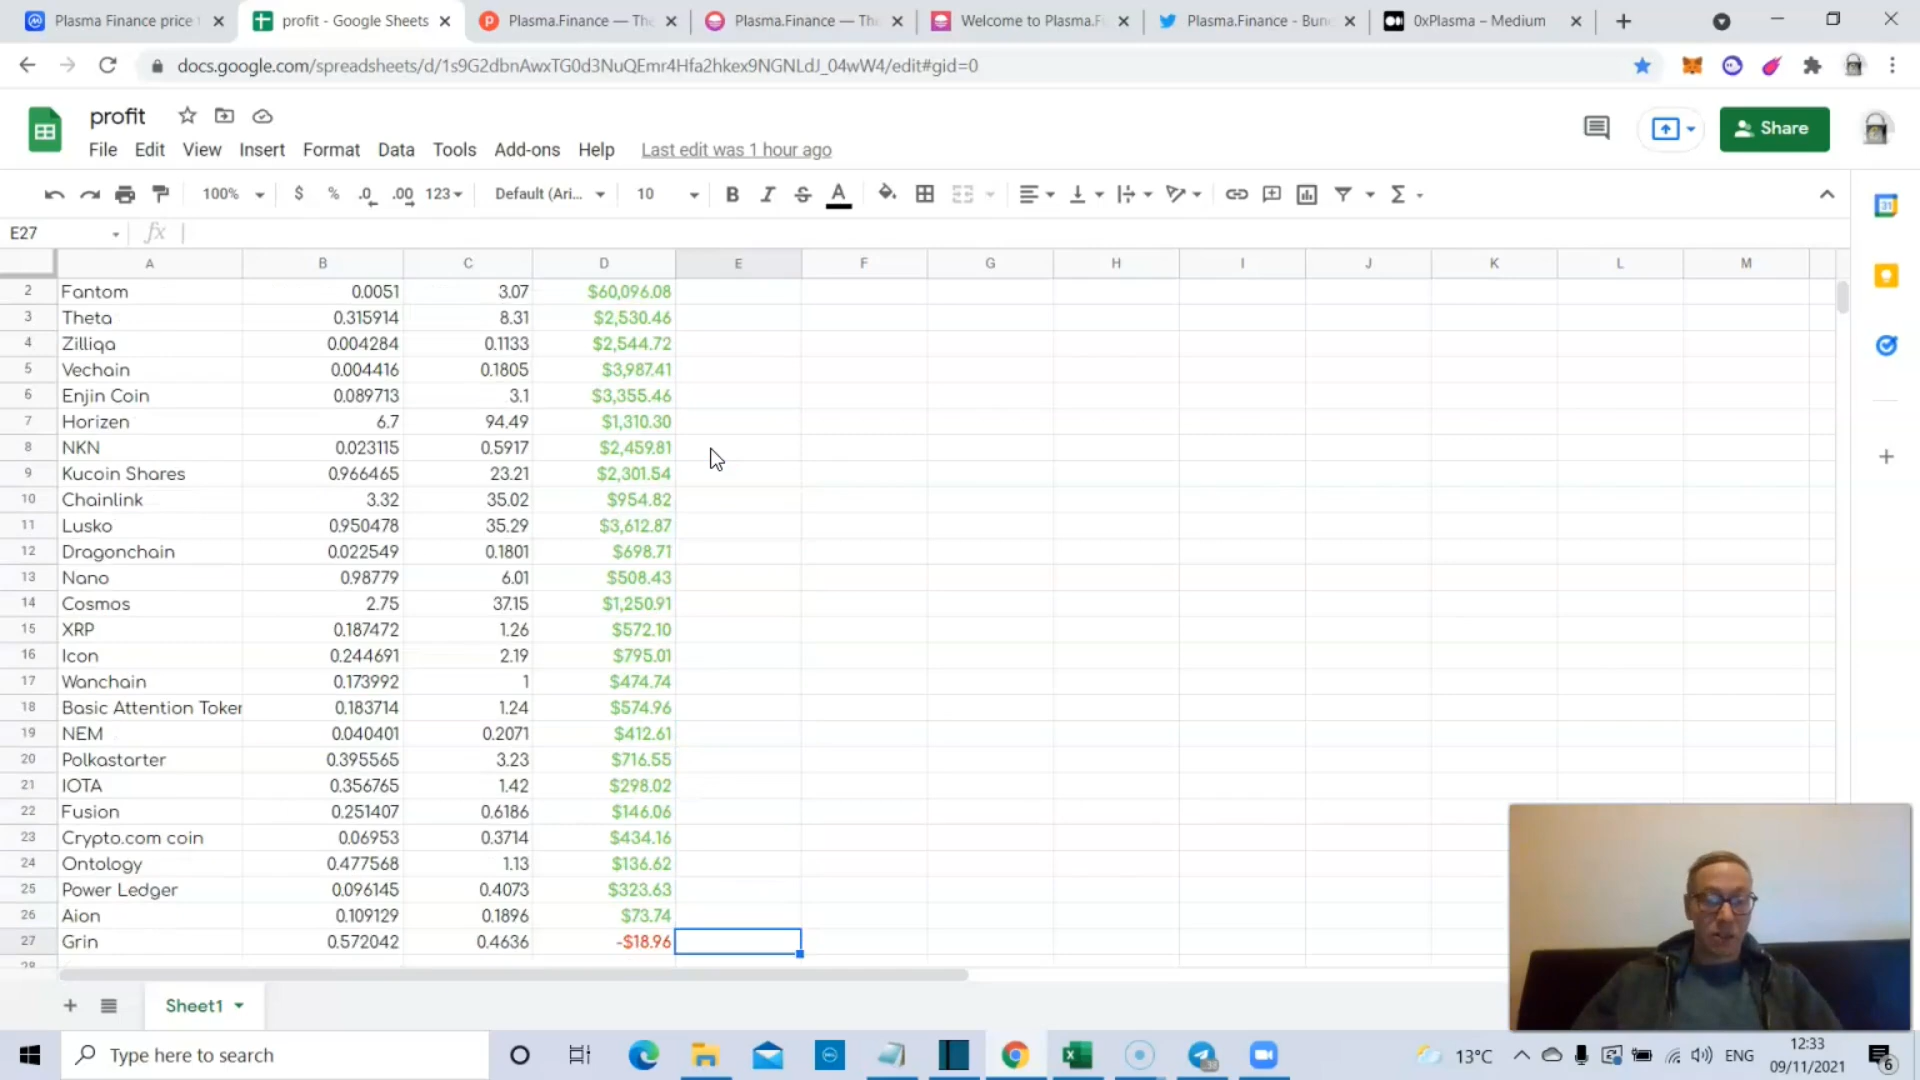 Plasma Finance price t
profit - Google Sheets
Plasma.Finance — The
Plasma.Finance — The
Welcome to Plasma.F
Plasma.Finance - Bun
0xPlasma – Medium
docs.google.com/spreadsheets/d/1s9G2dbnAwxTG0d3NuQEmr4Hfa2hkex9NGNLdJ_04wW4/edit#gid=0
profit
Share
File Edit View Insert Format Data Tools Add-ons Help Last edit was 1 hour ago
100% $ % .0 .00 123 Default (Ari... 10 B I S A
E27 fx
A B C D E F G H I J K L M
2 Fantom 0.0051 3.07 $60,096.08
3 Theta 0.315914 8.31 $2,530.46
4 Zilliqa 0.004284 0.1133 $2,544.72
5 Vechain 0.004416 0.1805 $3,987.41
6 Enjin Coin 0.089713 3.1 $3,355.46
7 Horizen 6.7 94.49 $1,310.30
8 NKN 0.023115 0.5917 $2,459.81
9 Kucoin Shares 0.966465 23.21 $2,301.54
10 Chainlink 3.32 35.02 $954.82
11 Lusko 0.950478 35.29 $3,612.87
12 Dragonchain 0.022549 0.1801 $698.71
13 Nano 0.98779 6.01 $508.43
14 Cosmos 2.75 37.15 $1,250.91
15 XRP 0.187472 1.26 $572.10
16 Icon 0.244691 2.19 $795.01
17 Wanchain 0.173992 1 $474.74
18 Basic Attention Token 0.183714 1.24 $574.96
19 NEM 0.040401 0.2071 $412.61
20 Polkastarter 0.395565 3.23 $716.55
21 IOTA 0.356765 1.42 $298.02
22 Fusion 0.251407 0.6186 $146.06
23 Crypto.com coin 0.06953 0.3714 $434.16
24 Ontology 0.477568 1.13 $136.62
25 Power Ledger 0.096145 0.4073 $323.63
26 Aion 0.109129 0.1896 $73.74
27 Grin 0.572042 0.4636 -$18.96
28
Sheet1
Type here to search
13°C
ENG
12:33
09/11/2021
6
31